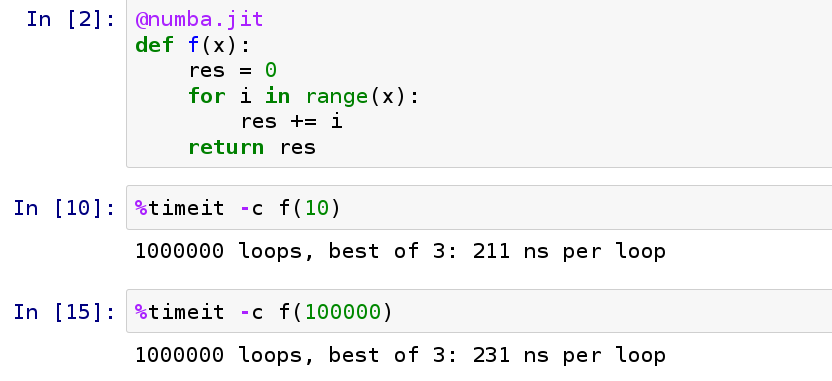 In [2]: @numba.jit
def f(x):
    res = 0
    for i in range(x):
        res += i
    return res
In [10]: %timeit -c f(10)
1000000 loops, best of 3: 211 ns per loop
In [15]: %timeit -c f(100000)
1000000 loops, best of 3: 231 ns per loop